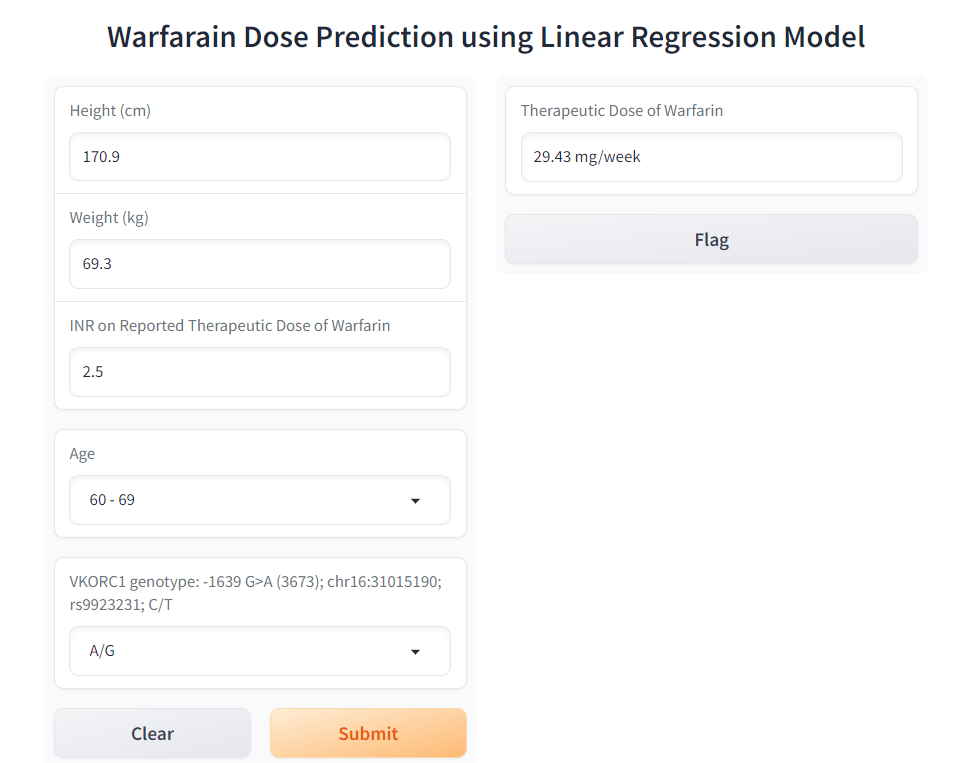 Warfarain Dose Prediction using Linear Regression Model
Height (cm)
170.9
Weight (kg)
69.3
INR on Reported Therapeutic Dose of Warfarin
2.5
Age
60 - 69
VKORC1 genotype: -1639 G>A (3673); chr16:31015190;
rs9923231; C/T
A/G
Clear
Submit
Therapeutic Dose of Warfarin
29.43 mg/week
Flag